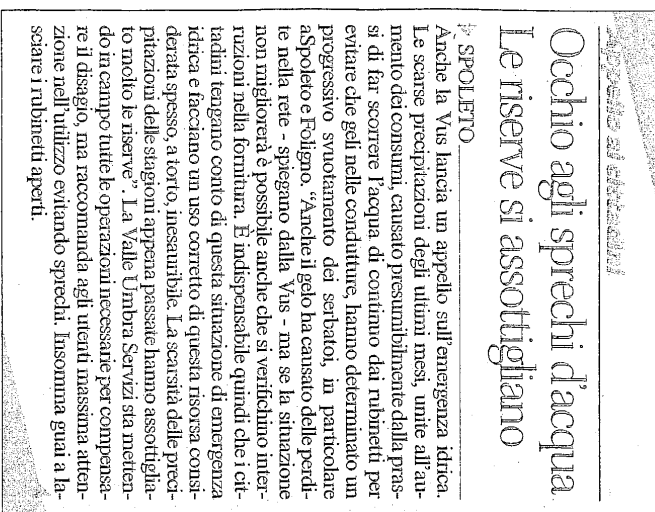 Appello ai cittadini
Occhio agli sprechi d'acqua
Le riserve si assottigliano
SPOLETO
Anche la Vus lancia un appello sull'emergenza idrica.
Le scarse precipitazioni degli ultimi mesi, unite all'au-
mento dei consumi, causato presumibilmente dalla pras-
si di far scorrere l'acqua di continuo dai rubinetti per
evitare che geli nelle condutture, hanno determinato un
progressivo svuotamento dei serbatoi, in particolare
aSpoleto e Foligno. "Anche il gelo ha causato delle perdi-
te nella rete - spiegano dalla Vus - ma se la situazione
non migliorerà è possibile anche che si verifichino inter-
ruzioni nella fornitura. È indispensabile quindi che i cit-
tadini tengano conto di questa situazione di emergenza
idrica e facciano un uso corretto di questa risorsa consi-
derata spesso, a torto, inesauribile. La scarsità delle preci-
pitazioni delle stagioni appena passate hanno assottiglia-
to molto le riserve". La Valle Umbra Servizi sta metten-
do in campo tutte le operazioni necessarie per compensa-
re il disagio, ma raccomanda agli utenti massima atten-
zione nell'utilizzo evitando sprechi. Insomma guai a la-
sciare i rubinetti aperti.